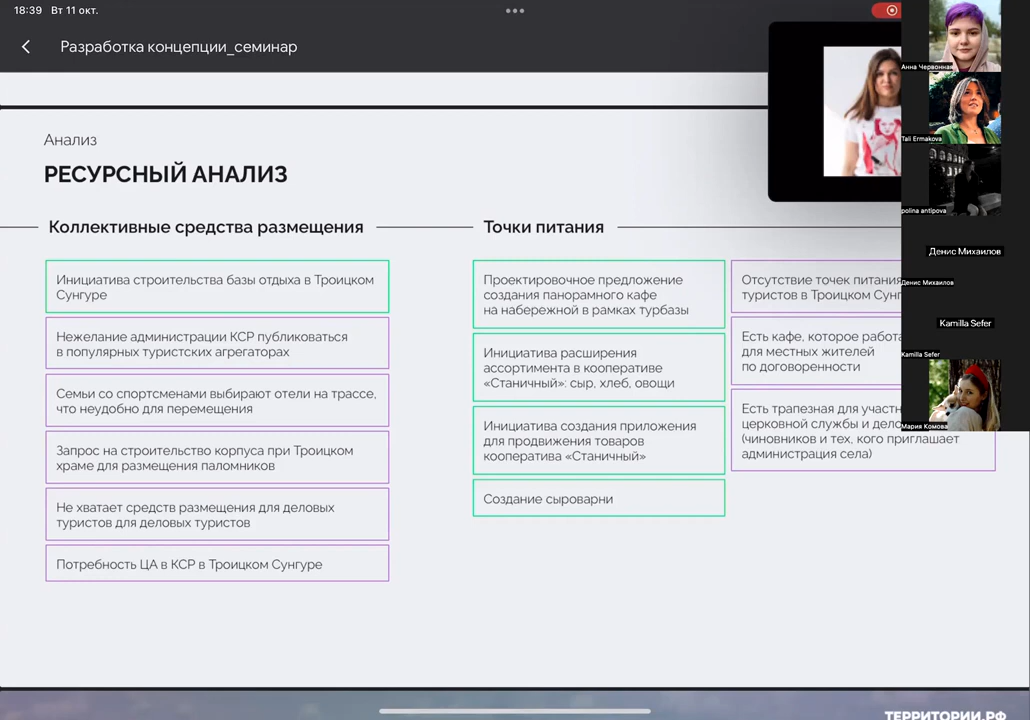 18:39 Вт 11 окт.
Разработка концепции_семинар
Анализ
РЕСУРСНЫЙ АНАЛИЗ
Коллективные средства размещения
Инициатива строительства базы отдыха в Троицком
Сунгуре
Нежелание администрации КСР публиковаться
в популярных туристских агрегаторах
Семьи со спортсменами выбирают отели на трассе,
что неудобно для перемещения
Запрос на строительство корпуса при Троицком
храме для размещения паломников
Не хватает средств размещения для деловых
туристов для деловых туристов
Потребность ЦА в КСР в Троицком Сунгуре
Точки питания
Проектировочное предложение
создания панорамного кафе
на набережной в рамках турбазы
Инициатива расширения
ассортимента в кооперативе
«Станичный»: сыр, хлеб, овощи
Инициатива создания приложения
для продвижения товаров
кооператива «Станичный»
Создание сыроварни
Отсутствие точек питания
туристов в Троицком
Есть кафе, которое
для местных жителей
по договоренности
Есть трапезная для
церковной службы и
(чиновников и тех, кого приглашает
администрация села)
Анна Червонная
Taii Ermakova
polina antipova
Денис Михаилов
Денис Михаилов
Kamilla Sefer
Kamilla Sefer
Мария Комова
ТЕРРИТОРИИ.РФ